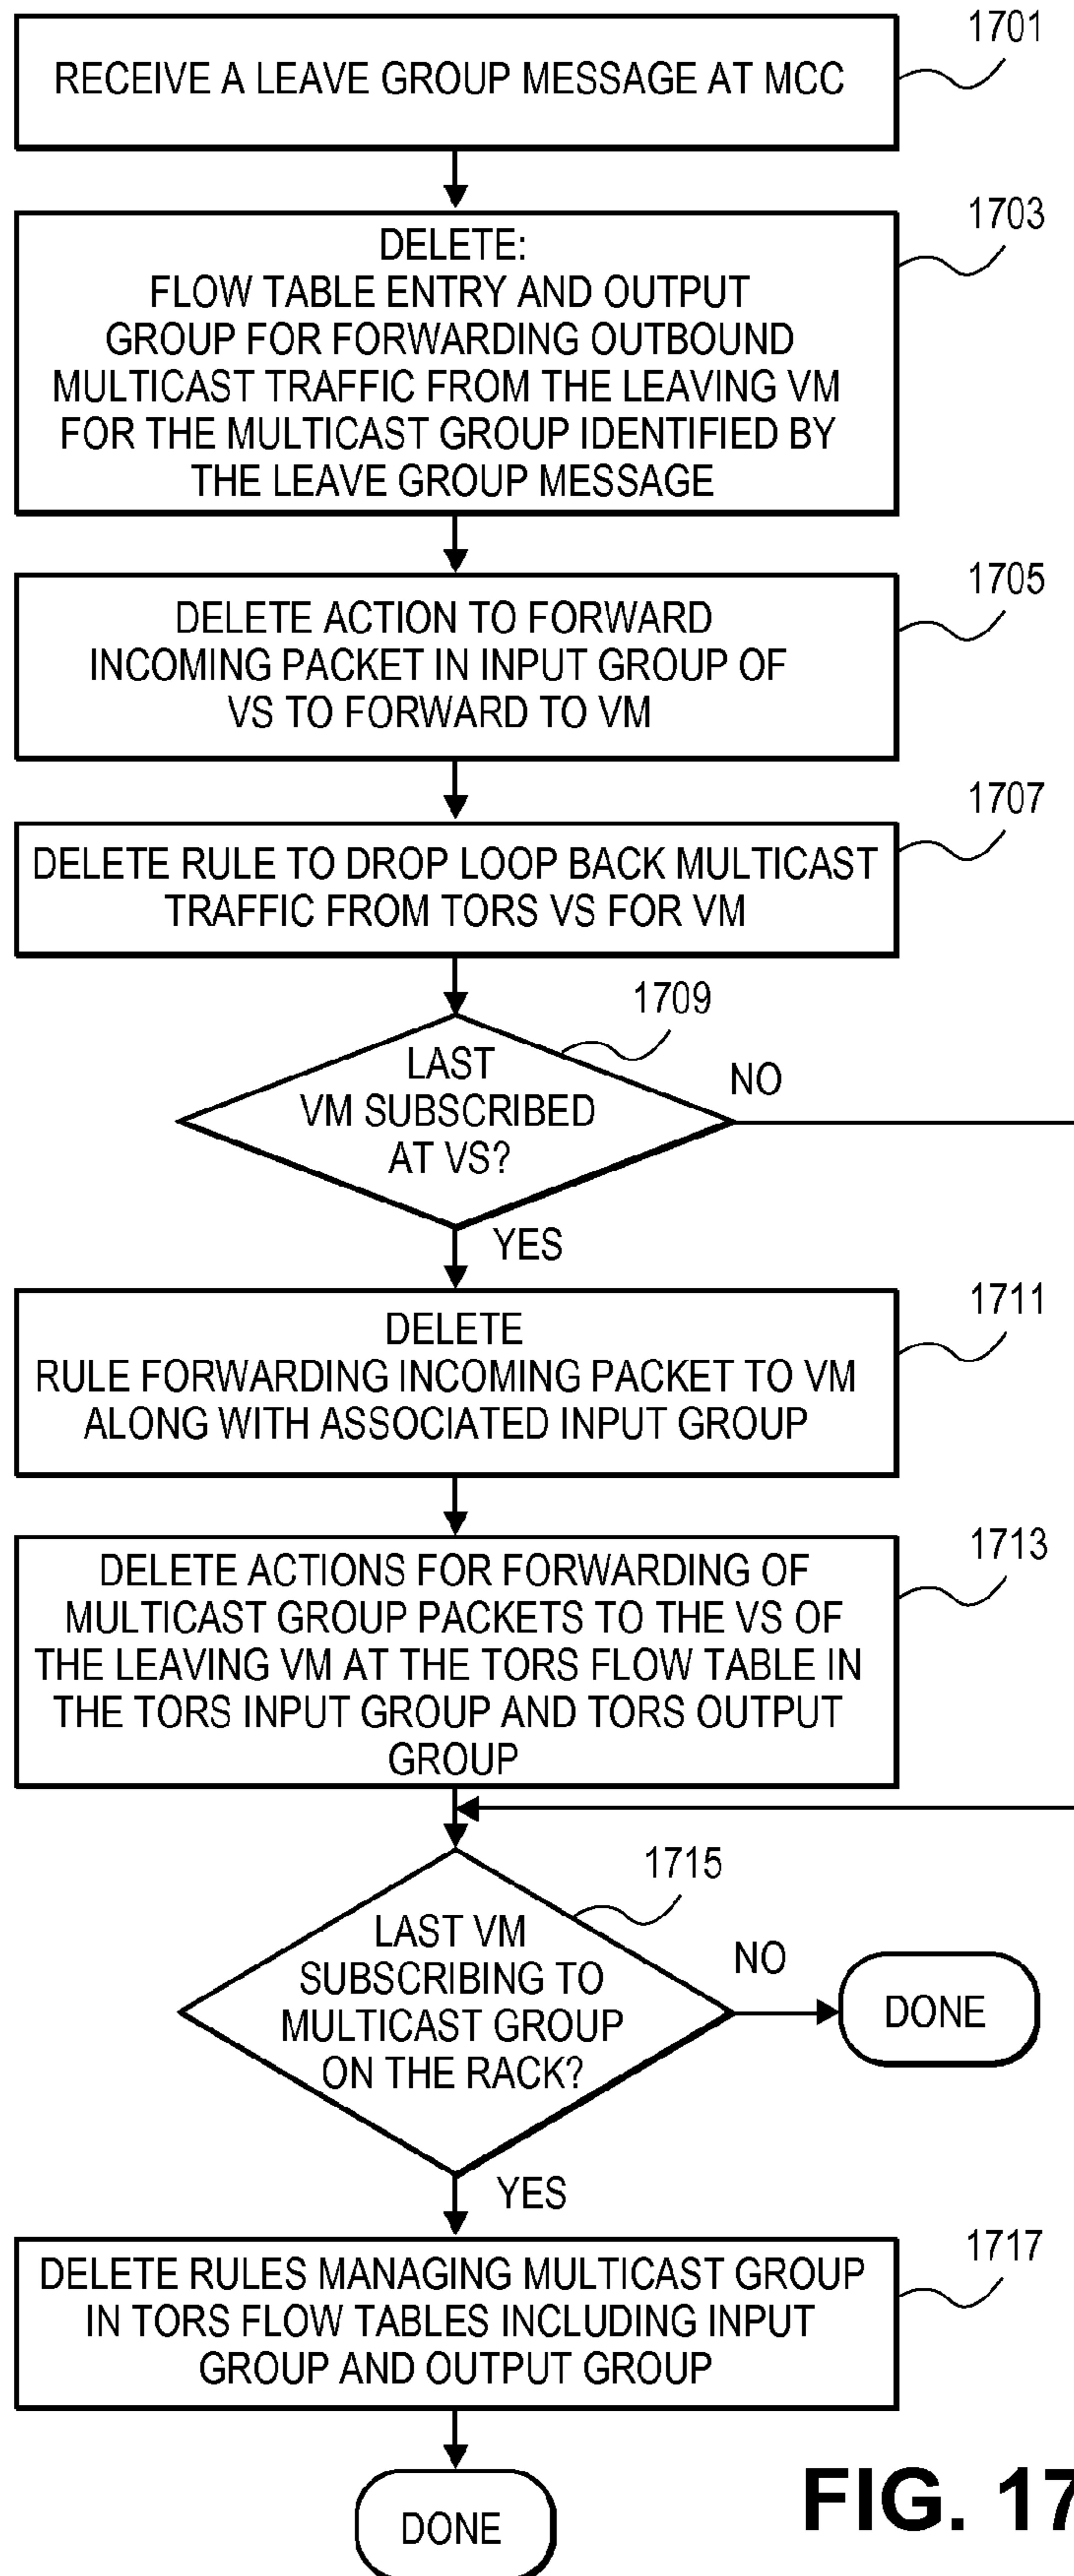 1701
RECEIVE A LEAVE GROUP MESSAGE AT MCC
1703
DELETE:
FLOW TABLE ENTRY AND OUTPUT
GROUP FOR FORWARDING OUTBOUND
MULTICAST TRAFFIC FROM THE LEAVING VM
FOR THE MULTICAST GROUP IDENTIFIED BY
THE LEAVE GROUP MESSAGE
1705
DELETE ACTION TO FORWARD
INCOMING PACKET IN INPUT GROUP OF
VS TO FORWARD TO VM
1707
DELETE RULE TO DROP LOOP BACK MULTICAST
TRAFFIC FROM TORS VS FOR VM
1709
LAST
VM SUBSCRIBED
AT VS?
NO
YES
1711
DELETE
RULE FORWARDING INCOMING PACKET TO VM
ALONG WITH ASSOCIATED INPUT GROUP
1713
DELETE ACTIONS FOR FORWARDING OF
MULTICAST GROUP PACKETS TO THE VS OF
THE LEAVING VM AT THE TORS FLOW TABLE IN
THE TORS INPUT GROUP AND TORS OUTPUT
GROUP
1715
LAST VM
SUBSCRIBING TO
MULTICAST GROUP
ON THE RACK?
NO
DONE
YES
1717
DELETE RULES MANAGING MULTICAST GROUP
IN TORS FLOW TABLES INCLUDING INPUT
GROUP AND OUTPUT GROUP
DONE
FIG. 17